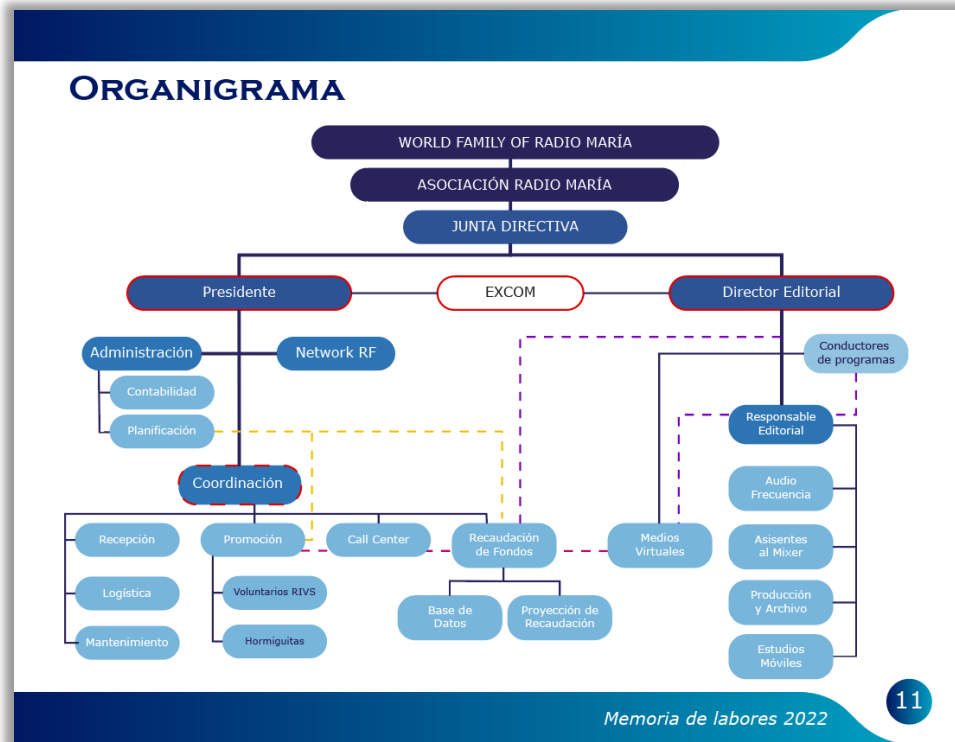 ORGANIGRAMA
WORLD FAMILY OF RADIO MARÍA
ASOCIACIÓN RADIO MARÍA
JUNTA DIRECTIVA
Presidente
EXCOM
Director Editorial
Administración
Network RF
Conductores
de programas
Contabilidad
Planificación
Responsable
Editorial
Coordinación
Audio
Frecuencia
Recepción
Promoción
Call Center
Recaudación
de Fondos
Medios
Virtuales
Asisentes
al Mixer
Logística
Voluntarios RIVS
Base de
Datos
Proyección de
Recaudación
Producción
y Archivo
Mantenimiento
Hormiguitas
Estudios
Móviles
11
Memoria de labores 2022